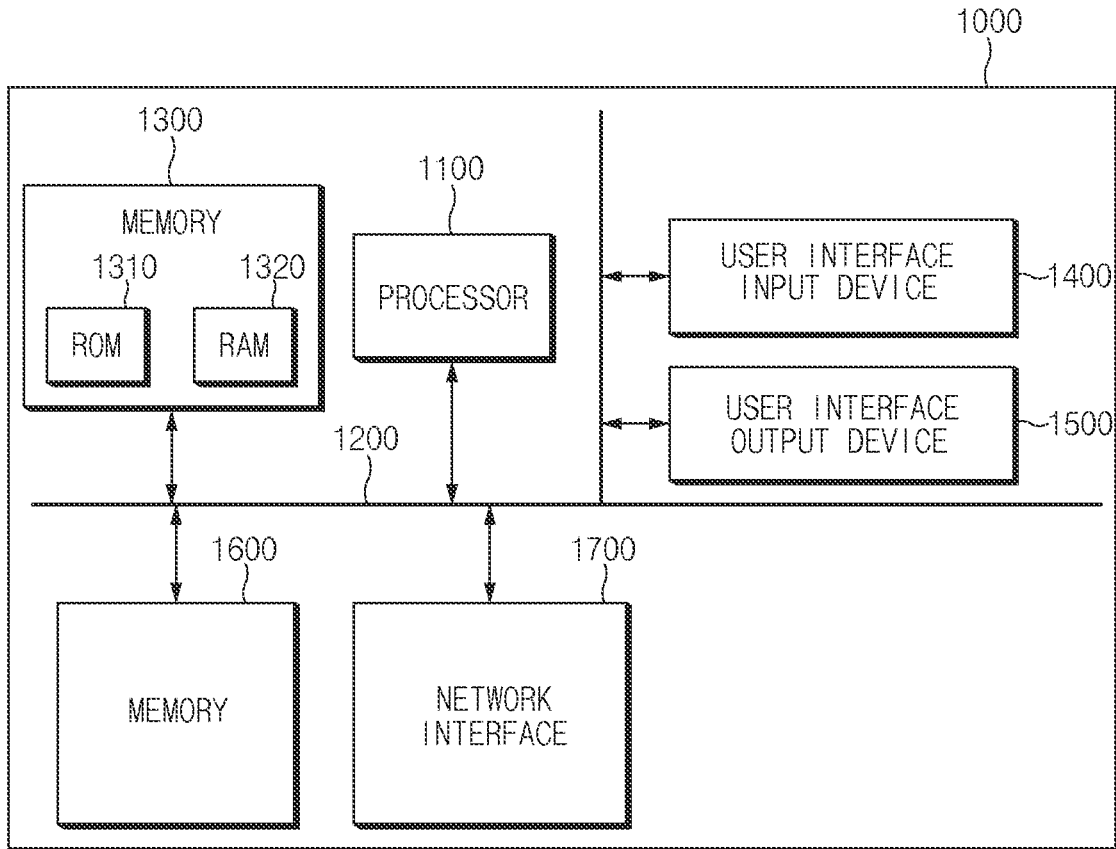 1000
1300
MEMORY
1310
1320
ROM
RAM
1100
PROCESSOR
USER INTERFACE
INPUT DEVICE
1400
USER INTERFACE
OUTPUT DEVICE
1500
1200
1600
MEMORY
1700
NETWORK
INTERFACE